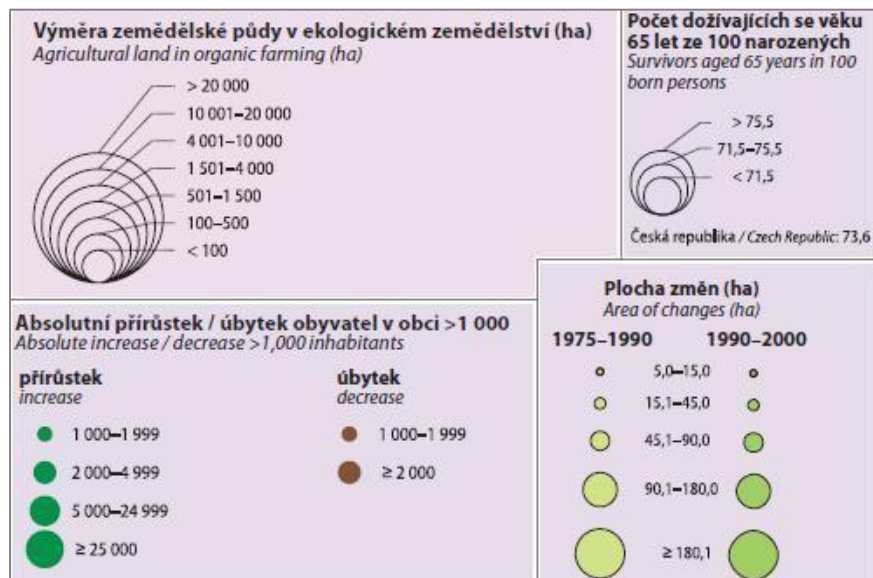 Výměra zemědělské půdy v ekologickém zemědělství (ha)
Agricultural land in organic farming (ha)
> 20 000
10 001–20 000
4 001–10 000
1 501–4 000
501–1 500
100–500
< 100
Počet dožívajících se věku
65 let ze 100 narozených
Survivors aged 65 years in 100
born persons
> 75,5
71,5–75,5
< 71,5
Česká republika / Czech Republic: 73,6
Absolutní přírůstek / úbytek obyvatel v obci >1 000
Absolute increase / decrease >1,000 inhabitants
přírůstek
increase
1 000–1 999
2 000–4 999
5 000–24 999
≥ 25 000
úbytek
decrease
1 000–1 999
≥ 2 000
Plocha změn (ha)
Area of changes (ha)
1975–1990 1990–2000
5,0–15,0
15,1–45,0
45,1–90,0
90,1–180,0
≥ 180,1